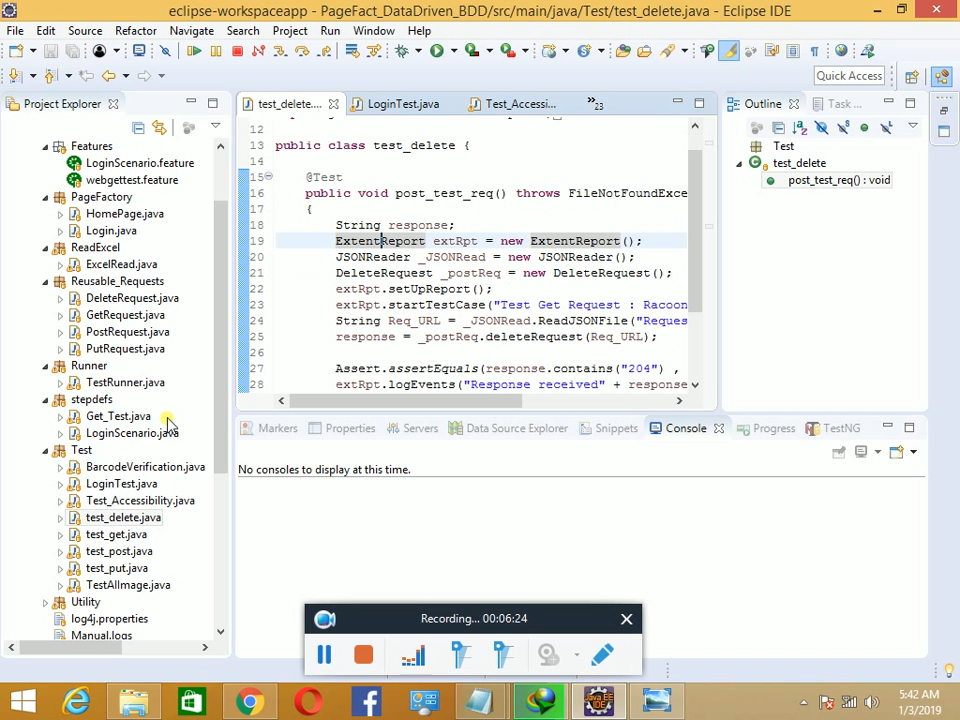 eclipse-workspaceapp - PageFact_DataDriven_BDD/src/main/java/Test/test_delete.java - Eclipse IDE
File Edit Source Refactor Navigate Search Project Run Window Help
Quick Access
Project Explorer
Features
LoginScenario.feature
webgettest.feature
PageFactory
HomePage.java
Login.java
ReadExcel
ExcelRead.java
Reusable_Requests
DeleteRequest.java
GetRequest.java
PostRequest.java
PutRequest.java
Runner
TestRunner.java
stepdefs
Get_Test.java
LoginScenario.java
Test
BarcodeVerification.java
LoginTest.java
Test_Accessibility.java
test_delete.java
test_get.java
test_post.java
test_put.java
TestAllmage.java
Utility
log4j.properties
Manual.logs
test_delete.... LoginTest.java Test_Accessi... »23
12
13 public class test_delete {
14
15 @Test
16 public void post_test_req() throws FileNotFoundExce
17 {
18 String response;
19 ExtentReport extRpt = new ExtentReport();
20 JSONReader _JSONRead = new JSONReader();
21 DeleteRequest _postReq = new DeleteRequest();
22 extRpt.setUpReport();
23 extRpt.startTestCase("Test Get Request : Racoon
24 String Req_URL = _JSONRead.ReadJSONFile("Reques
25 response = _postReq.deleteRequest(Req_URL);
26
27 Assert.assertEquals(response.contains("204") ,
28 extRpt.logEvents("Response received" + response
Outline Task ...
Test
test_delete
post_test_req() : void
Markers Properties Servers Data Source Explorer Snippets Console Progress TestNG
No consoles to display at this time.
Recording... 00:06:24
5:42 AM
1/3/2019